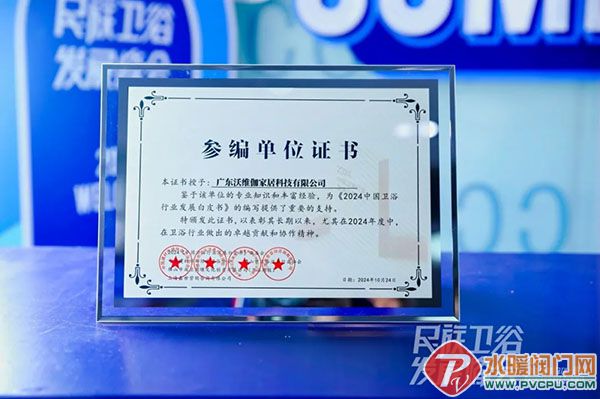 民族卫浴
发展峰会
参编单位证书
本证书授予：广东沃维伽家居科技有限公司
鉴于该单位的专业知识和丰富经验，为《2024中国卫浴
行业发展白皮书》的编写提供了重要的支持。
特颁发此证书，以表彰其长期以来，尤其在2024年度中，
在卫浴行业做出的卓越贡献和协作精神。
日期：2024年10月24日
民族卫浴
发展
水暖阀门网
WWW.PVCPU.COM